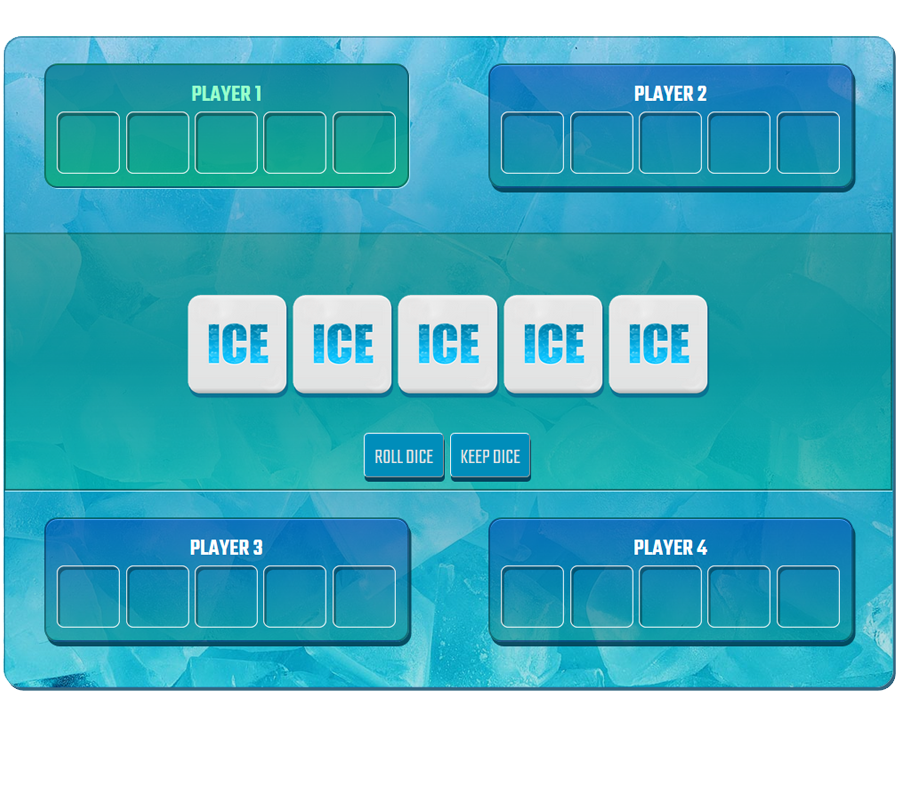 PLAYER 1
PLAYER 2
ICE ICE ICE ICE ICE
ROLL DICE KEEP DICE
PLAYER 3
PLAYER 4